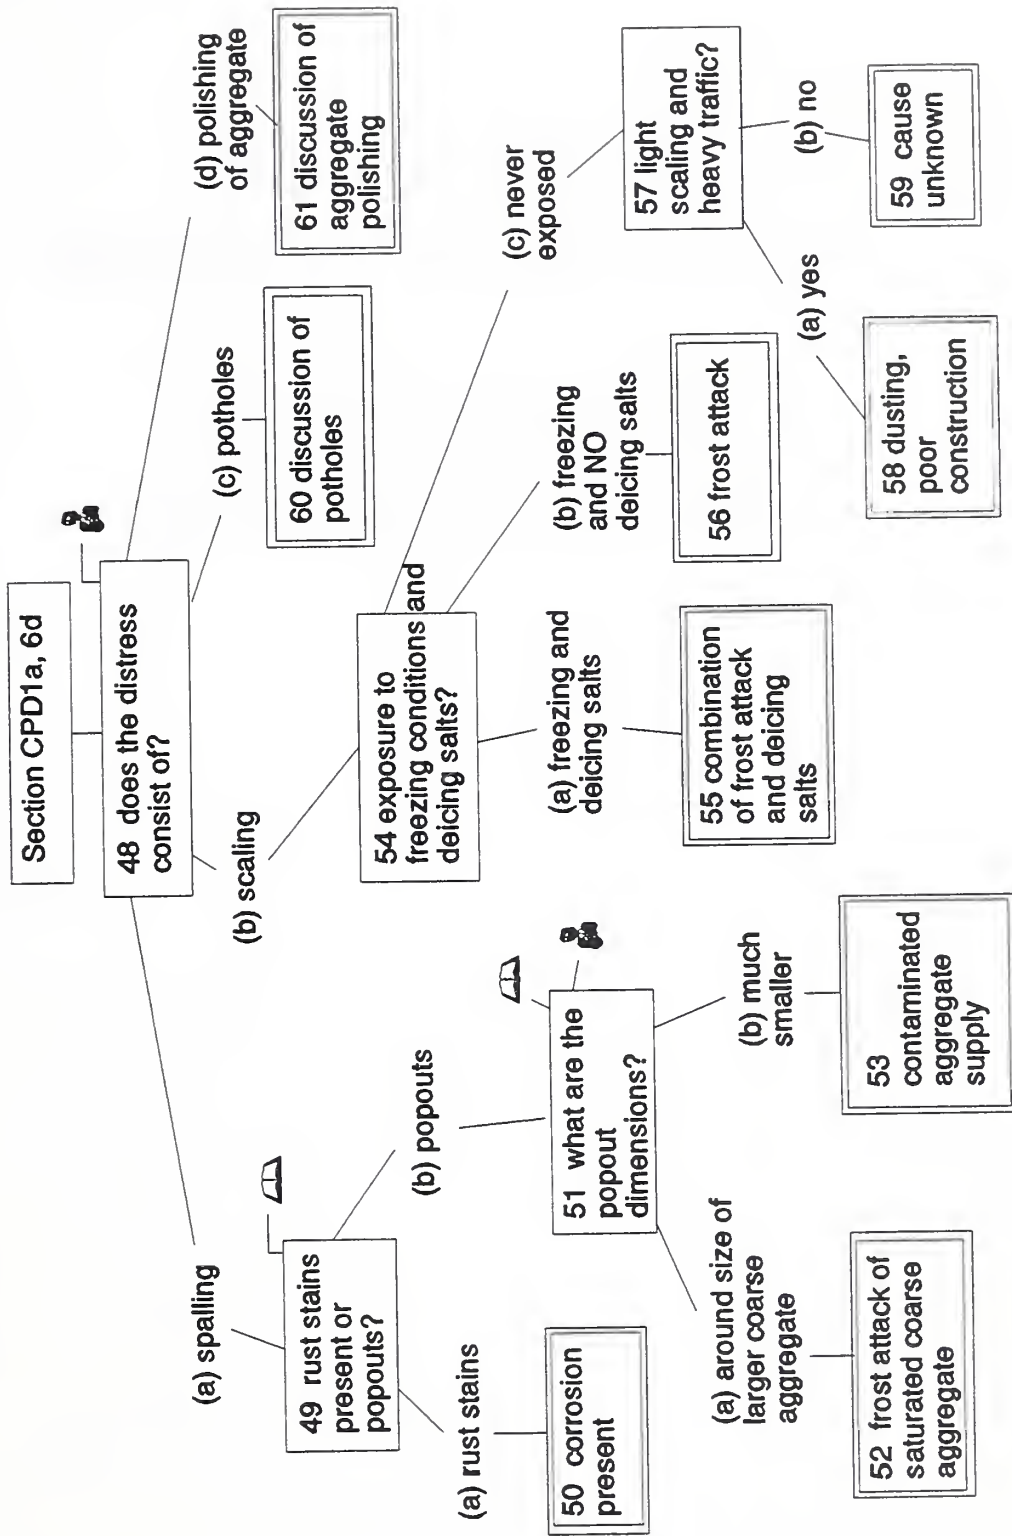 Section CPD1a, 6d
48 does the distress
consist of?
(a) spalling
(b) scaling
(c) potholes
(d) polishing
of aggregate
49 rust stains
present or
popouts?
54 exposure to
freezing conditions and
deicing salts?
60 discussion of
potholes
61 discussion of
aggregate
polishing
(a) rust stains
(b) popouts
(a) freezing and
deicing salts
(b) freezing
and NO
deicing salts
(c) never
exposed
50 corrosion
present
51 what are the
popout
dimensions?
55 combination
of frost attack
and deicing
salts
56 frost attack
57 light
scaling and
heavy traffic?
(a) around size of
larger coarse
aggregate
(b) much
smaller
(a) yes
(b) no
52 frost attack of
saturated coarse
aggregate
53
contaminated
aggregate
supply
58 dusting,
poor
construction
59 cause
unknown